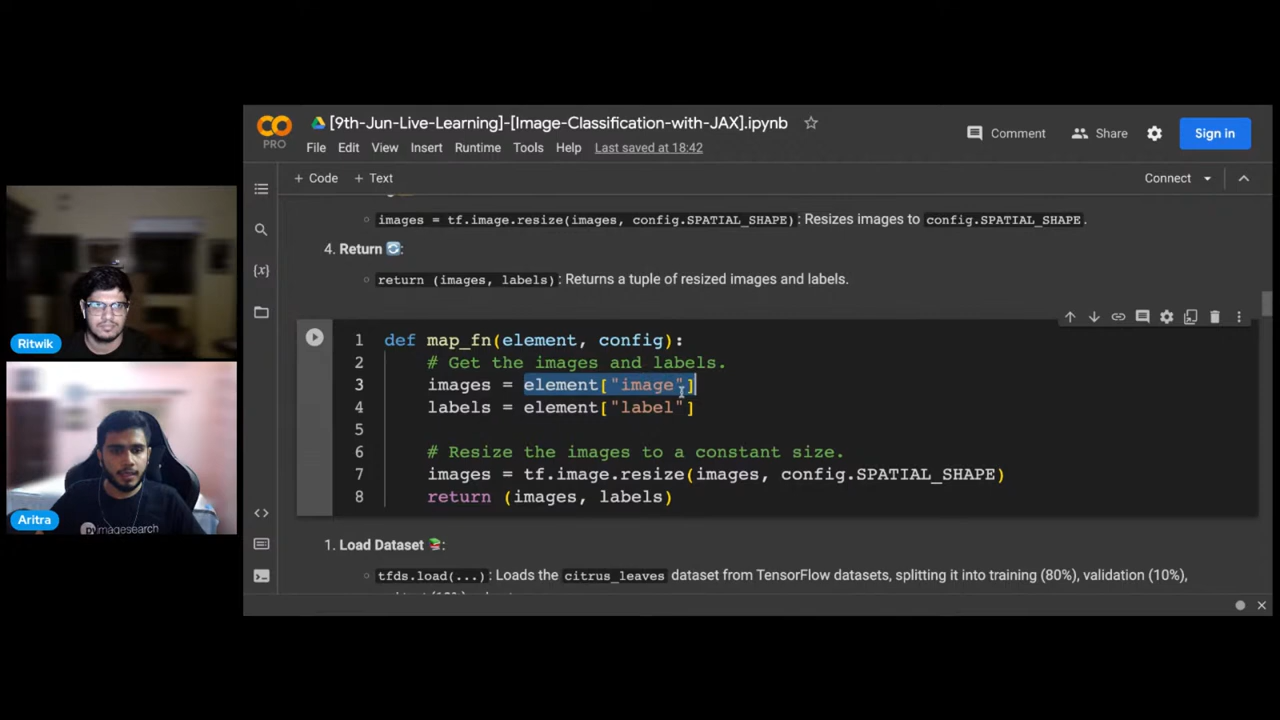 PRO
[9th-Jun-Live-Learning]-[Image-Classification-with-JAX].ipynb
Comment
Share
Sign in
File Edit View Insert Runtime Tools Help Last saved at 18:42
+ Code + Text
Connect
images = tf.image.resize(images, config.SPATIAL_SHAPE): Resizes images to config.SPATIAL_SHAPE.
4. Return :
return (images, labels): Returns a tuple of resized images and labels.
1 def map_fn(element, config):
2 # Get the images and labels.
3 images = element["image"]
4 labels = element["label"]
5
6 # Resize the images to a constant size.
7 images = tf.image.resize(images, config.SPATIAL_SHAPE)
8 return (images, labels)
1. Load Dataset :
tfds.load(...): Loads the citrus_leaves dataset from TensorFlow datasets, splitting it into training (80%), validation (10%),
Ritwik
Aritra
pyimagesearch
{x}